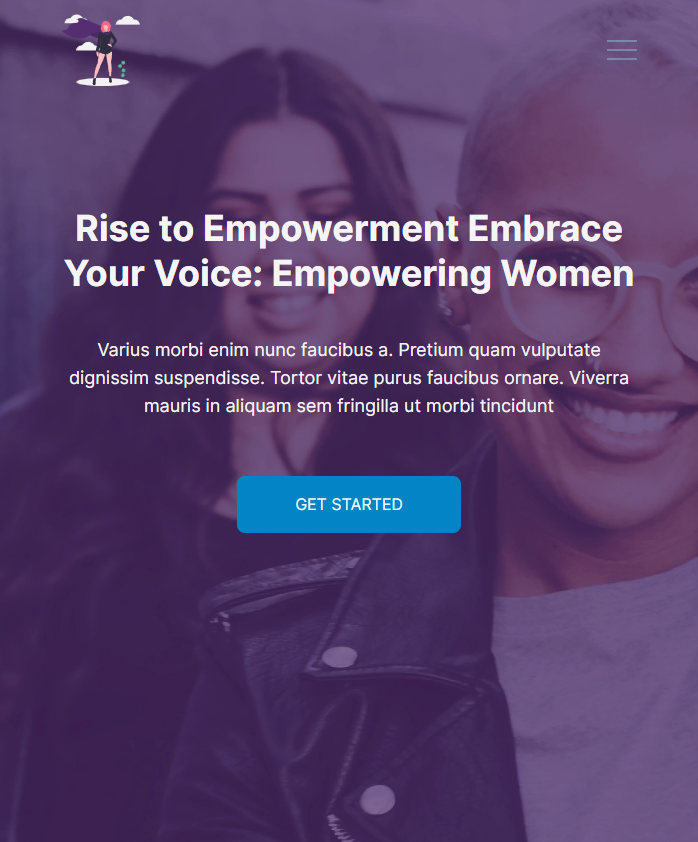 Rise to Empowerment Embrace
Your Voice: Empowering Women
Varius morbi enim nunc faucibus a. Pretium quam vulputate
dignissim suspendisse. Tortor vitae purus faucibus ornare. Viverra
mauris in aliquam sem fringilla ut morbi tincidunt
GET STARTED